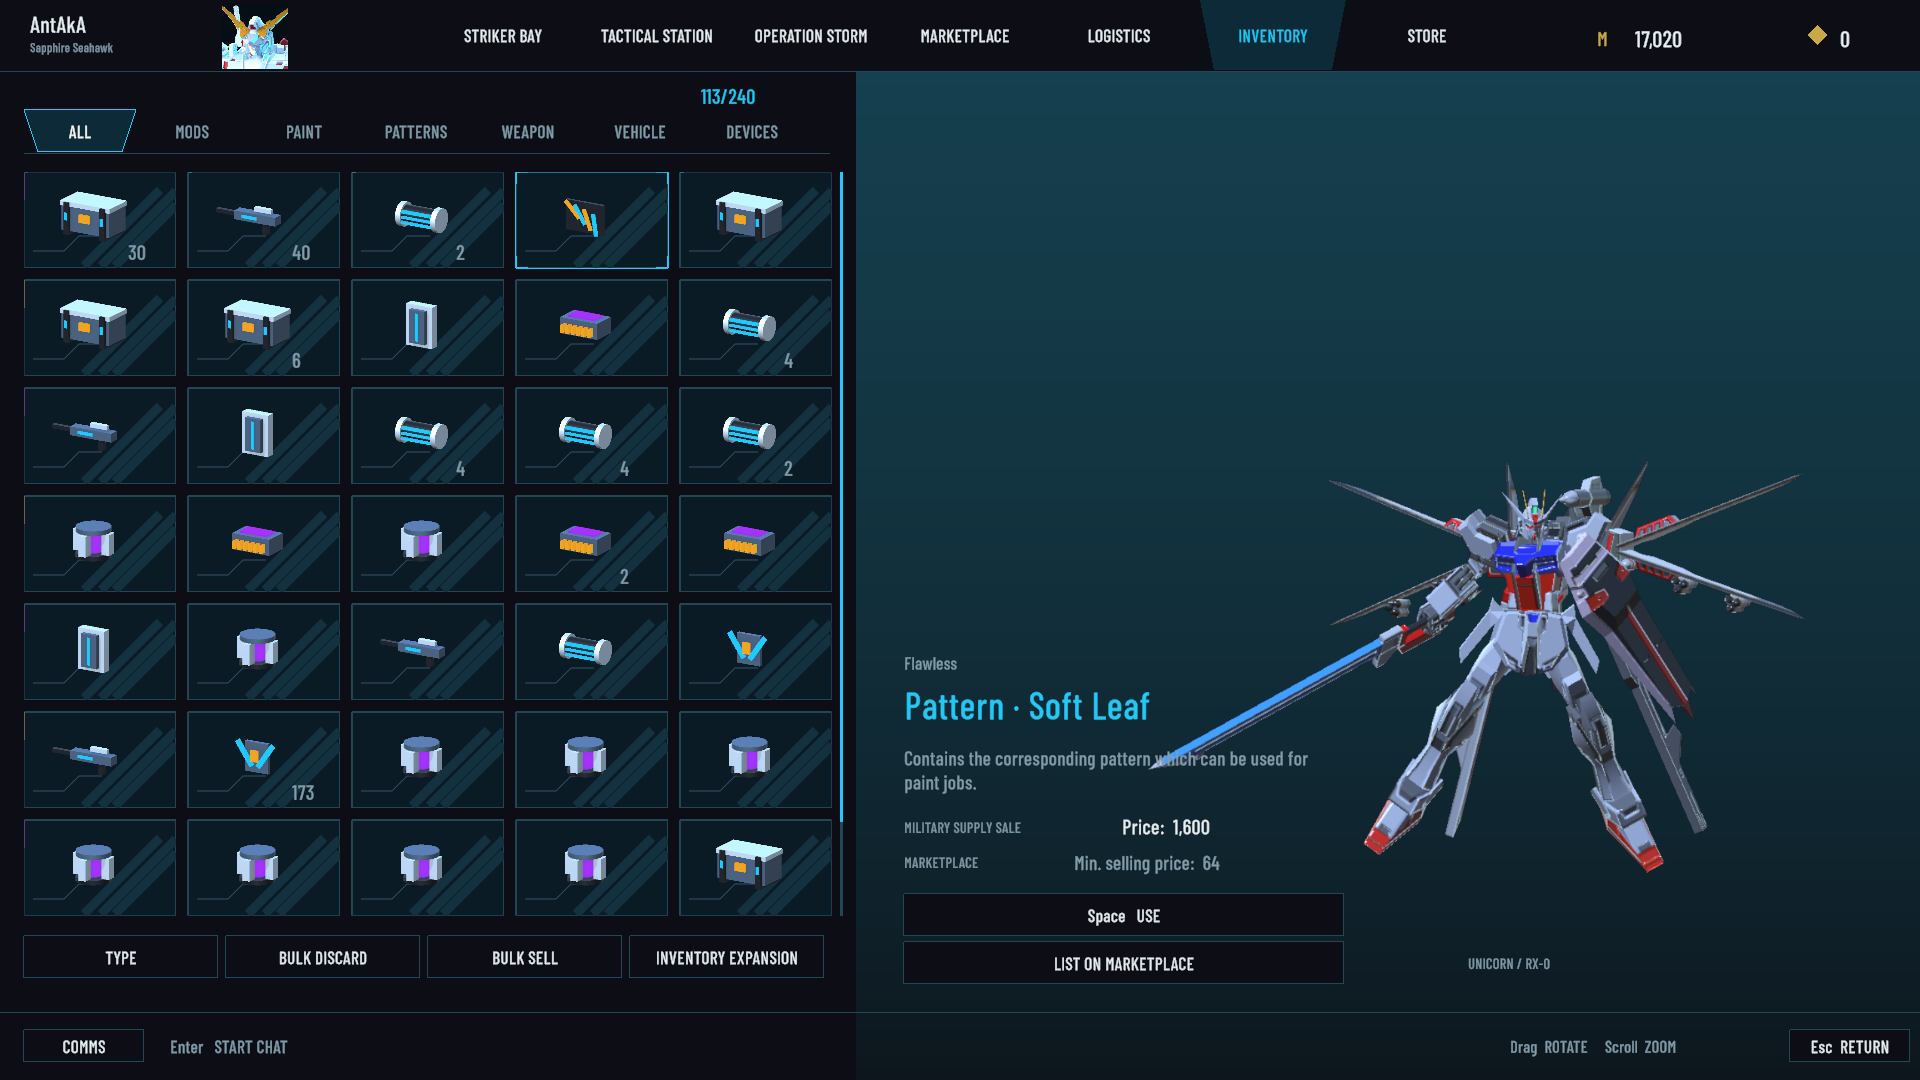 AntAkA
Sapphire Seahawk
STRIKER BAY
TACTICAL STATION
OPERATION STORM
MARKETPLACE
LOGISTICS
INVENTORY
STORE
M 17,020
0
113/240
ALL
MODS
PAINT
PATTERNS
WEAPON
VEHICLE
DEVICES
30
40
2
6
4
4
4
2
2
173
TYPE
BULK DISCARD
BULK SELL
INVENTORY EXPANSION
Flawless
Pattern · Soft Leaf
Contains the corresponding pattern which can be used for
paint jobs.
MILITARY SUPPLY SALE
Price: 1,600
MARKETPLACE
Min. selling price: 64
Space USE
LIST ON MARKETPLACE
UNICORN / RX-0
COMMS
Enter START CHAT
Drag ROTATE
Scroll ZOOM
Esc RETURN